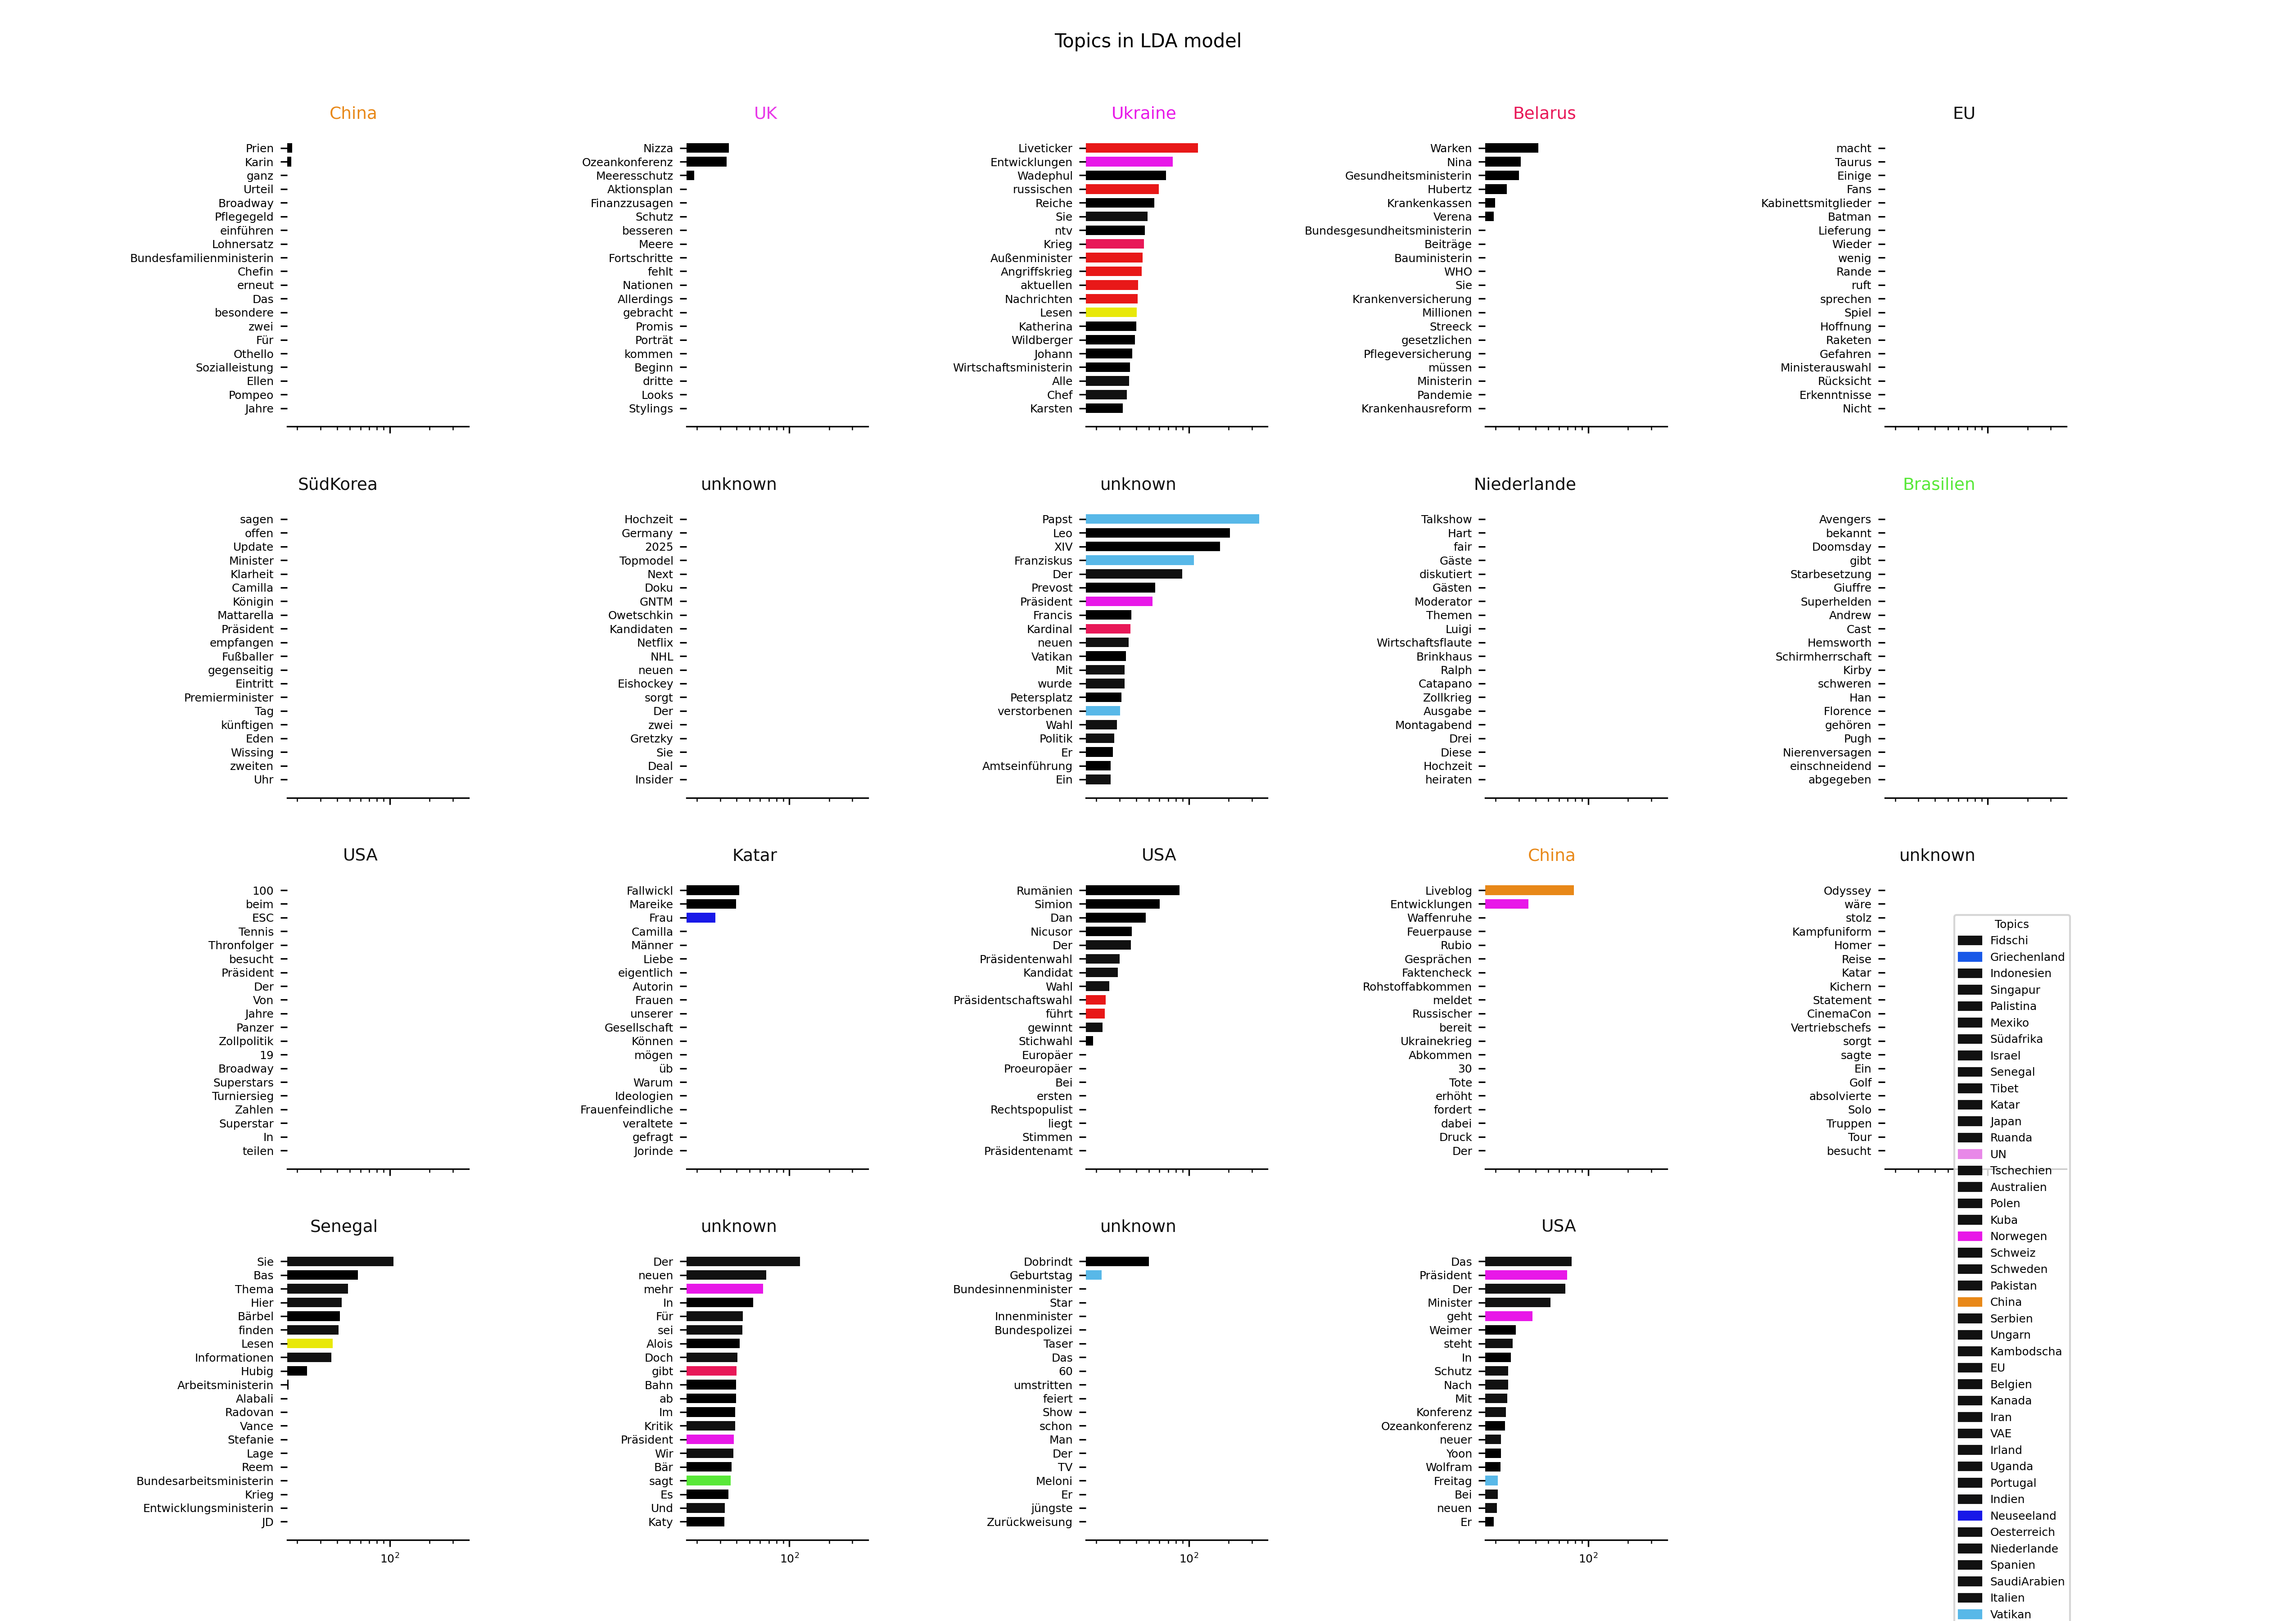 Topics in LDA model
China
Prien
Karin
ganz
Urteil
Broadway
Pflegegeld
einführen
Lohnersatz
Bundesfamilienministerin
Chefin
erneut
Das
besondere
zwei
Für
Othello
Sozialleistung
Ellen
Pompeo
Jahre
UK
Nizza
Ozeankonferenz
Meeresschutz
Aktionsplan
Finanzzusagen
Schutz
besseren
Meere
Fortschritte
fehlt
Nationen
Allerdings
gebracht
Promis
Porträt
kommen
Beginn
dritte
Looks
Stylings
Ukraine
Liveticker
Entwicklungen
Wadephul
russischen
Reiche
Sie
ntv
Krieg
Außenminister
Angriffskrieg
aktuellen
Nachrichten
Lesen
Katherina
Wildberger
Johann
Wirtschaftsministerin
Alle
Chef
Karsten
Belarus
Warken
Nina
Gesundheitsministerin
Hubertz
Krankenkassen
Verena
Bundesgesundheitsministerin
Beiträge
Bauministerin
WHO
Sie
Krankenversicherung
Millionen
Streeck
gesetzlichen
Pflegeversicherung
müssen
Ministerin
Pandemie
Krankenhausreform
EU
macht
Taurus
Einige
Fans
Kabinettsmitglieder
Batman
Lieferung
Wieder
wenig
Rande
ruft
sprechen
Spiel
Hoffnung
Raketen
Gefahren
Ministerauswahl
Rücksicht
Erkenntnisse
Nicht
SüdKorea
sagen
offen
Update
Minister
Klarheit
Camilla
Königin
Mattarella
Präsident
empfangen
Fußballer
gegenseitig
Eintritt
Premierminister
Tag
künftigen
Eden
Wissing
zweiten
Uhr
unknown
Hochzeit
Germany
2025
Topmodel
Next
Doku
GNTM
Owetschkin
Kandidaten
Netflix
NHL
neuen
Eishockey
sorgt
Der
zwei
Gretzky
Sie
Deal
Insider
unknown
Papst
Leo
XIV
Franziskus
Der
Prevost
Präsident
Francis
Kardinal
neuen
Vatikan
Mit
wurde
Petersplatz
verstorbenen
Wahl
Politik
Er
Amtseinführung
Ein
Niederlande
Talkshow
Hart
fair
Gäste
diskutiert
Gästen
Moderator
Themen
Luigi
Wirtschaftsflaute
Brinkhaus
Ralph
Catapano
Zollkrieg
Ausgabe
Montagabend
Drei
Diese
Hochzeit
heiraten
Brasilien
Avengers
bekannt
Doomsday
gibt
Starbesetzung
Giuffre
Superhelden
Andrew
Cast
Hemsworth
Schirmherrschaft
Kirby
schweren
Han
Florence
gehören
Pugh
Nierenversagen
einschneidend
abgegeben
USA
100
beim
ESC
Tennis
Thronfolger
besucht
Präsident
Der
Von
Jahre
Panzer
Zollpolitik
19
Broadway
Superstars
Turniersieg
Zahlen
Superstar
In
teilen
Katar
Fallwickl
Mareike
Frau
Camilla
Männer
Liebe
eigentlich
Autorin
Frauen
unserer
Gesellschaft
Können
mögen
üb
Warum
Ideologien
Frauenfeindliche
veraltete
gefragt
Jorinde
USA
Rumänien
Simion
Dan
Nicusor
Der
Präsidentenwahl
Kandidat
Wahl
Präsidentschaftswahl
führt
gewinnt
Stichwahl
Europäer
Proeuropäer
Bei
ersten
Rechtspopulist
liegt
Stimmen
Präsidentenamt
China
Liveblog
Entwicklungen
Waffenruhe
Feuerpause
Rubio
Gesprächen
Faktencheck
Rohstoffabkommen
meldet
Russischer
bereit
Ukrainekrieg
Abkommen
30
Tote
erhöht
fordert
dabei
Druck
Der
unknown
Odyssey
wäre
stolz
Kampfuniform
Homer
Reise
Katar
Kichern
Statement
CinemaCon
Vertriebschefs
sorgt
sagte
Ein
Golf
absolvierte
Solo
Truppen
Tour
besucht
Senegal
Sie
Bas
Thema
Hier
Bärbel
finden
Lesen
Informationen
Hubig
Arbeitsministerin
Alabali
Radovan
Vance
Stefanie
Lage
Reem
Bundesarbeitsministerin
Krieg
Entwicklungsministerin
JD
10²
unknown
Der
neuen
mehr
In
Für
sei
Alois
Doch
gibt
Bahn
ab
Im
Kritik
Präsident
Wir
Bär
sagt
Es
Und
Katy
10²
unknown
Dobrindt
Geburtstag
Bundesinnenminister
Star
Innenminister
Bundespolizei
Taser
Das
60
umstritten
feiert
Show
schon
Man
Der
TV
Meloni
Er
jüngste
Zurückweisung
10²
USA
Das
Präsident
Der
Minister
geht
Weimer
steht
In
Schutz
Nach
Mit
Konferenz
Ozeankonferenz
neuer
Yoon
Wolfram
Freitag
Bei
neuen
Er
10²
Topics
Fidschi
Griechenland
Indonesien
Singapur
Palistina
Mexiko
Südafrika
Israel
Senegal
Tibet
Katar
Japan
Ruanda
UN
Tschechien
Australien
Polen
Kuba
Norwegen
Schweiz
Schweden
Pakistan
China
Serbien
Ungarn
Kambodscha
EU
Belgien
Kanada
Iran
VAE
Irland
Uganda
Portugal
Indien
Neuseeland
Oesterreich
Niederlande
Spanien
SaudiArabien
Italien
Vatikan